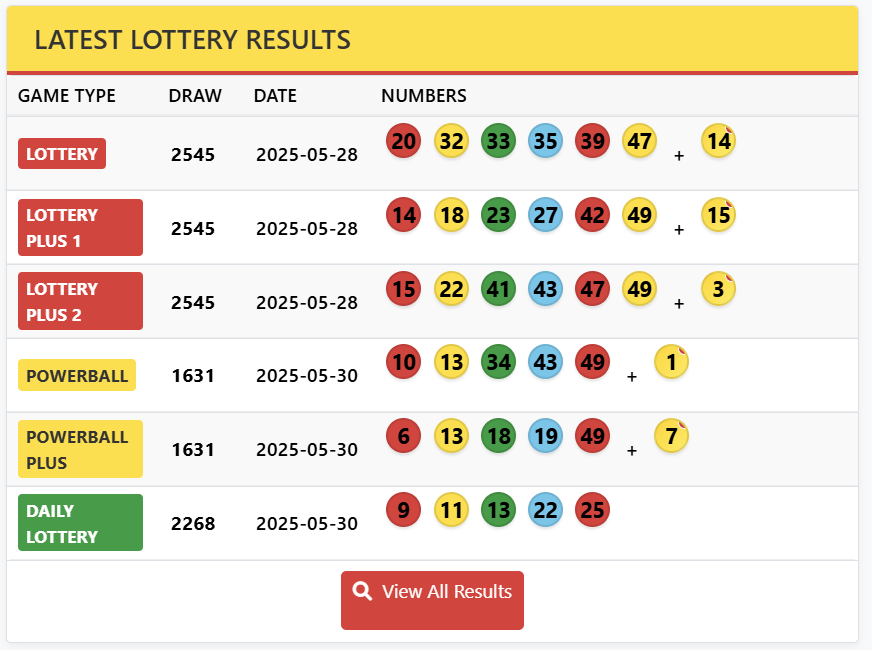 LATEST LOTTERY RESULTS
GAME TYPE DRAW DATE NUMBERS
LOTTERY 2545 2025-05-28 20 32 33 35 39 47 + 14
LOTTERY
PLUS 1 2545 2025-05-28 14 18 23 27 42 49 + 15
LOTTERY
PLUS 2 2545 2025-05-28 15 22 41 43 47 49 + 3
POWERBALL 1631 2025-05-30 10 13 34 43 49 + 1
POWERBALL
PLUS 1631 2025-05-30 6 13 18 19 49 + 7
DAILY
LOTTERY 2268 2025-05-30 9 11 13 22 25
View All Results